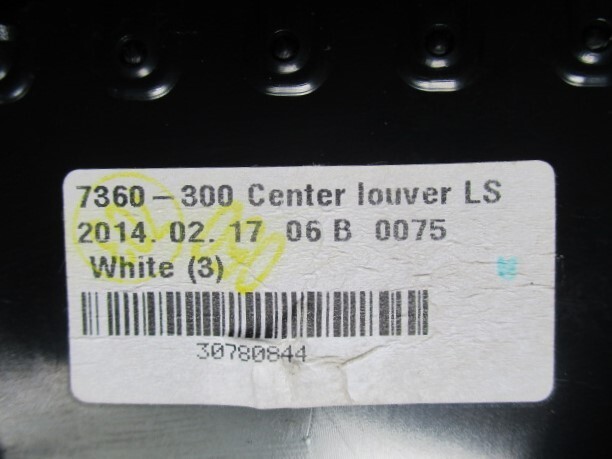 7360 – 300 Center louver LS
2014. 02. 17 06 B 0075
White (3)
30780844